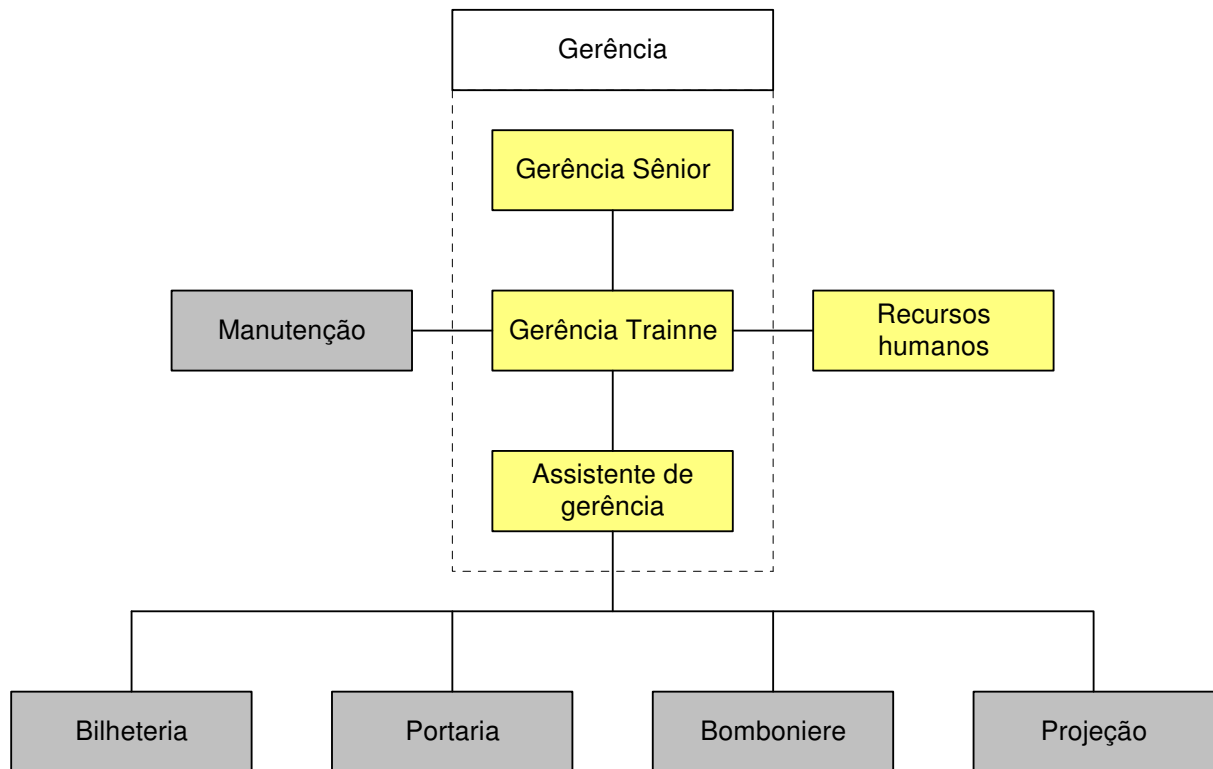 Gerência
Gerência Sênior
Manutenção
Gerência Trainne
Recursos
humanos
Assistente de
gerência
Bilheteria
Portaria
Bomboniere
Projeção